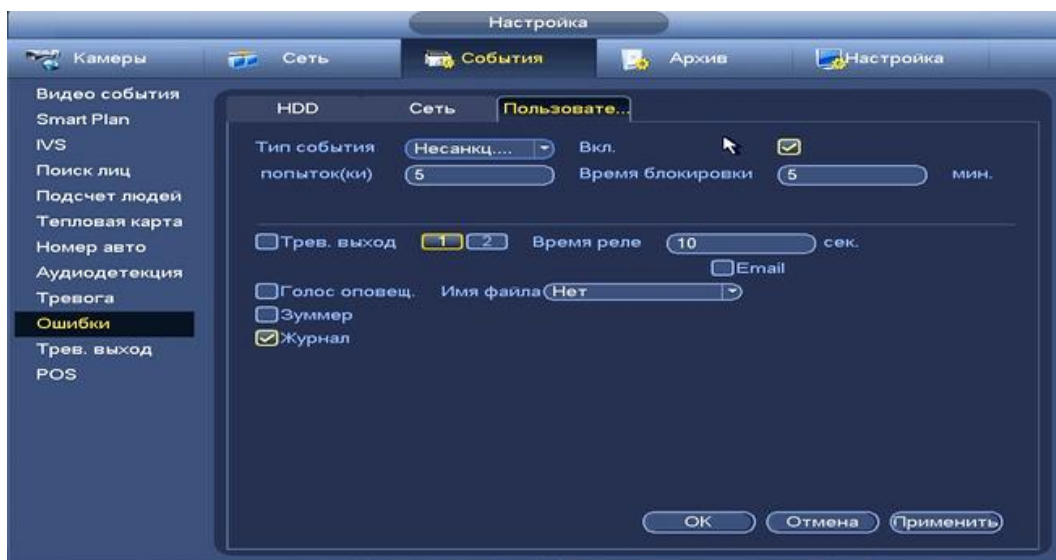 Настройка
Камеры Сеть События Архив Настройка
Видео события
Smart Plan
IVS
Поиск лиц
Подсчет людей
Тепловая карта
Номер авто
Аудиодетекция
Тревога
Ошибки
Трев. выход
POS
HDD Сеть Пользовате...
Тип события Несанкц.... Вкл.
попыток(ки) 5 Время блокировки 5 мин.
Трев. выход 1 2 Время реле 10 сек.
Email
Голос оповещ. Имя файла Нет
Зуммер
Журнал
OK Отмена Применить